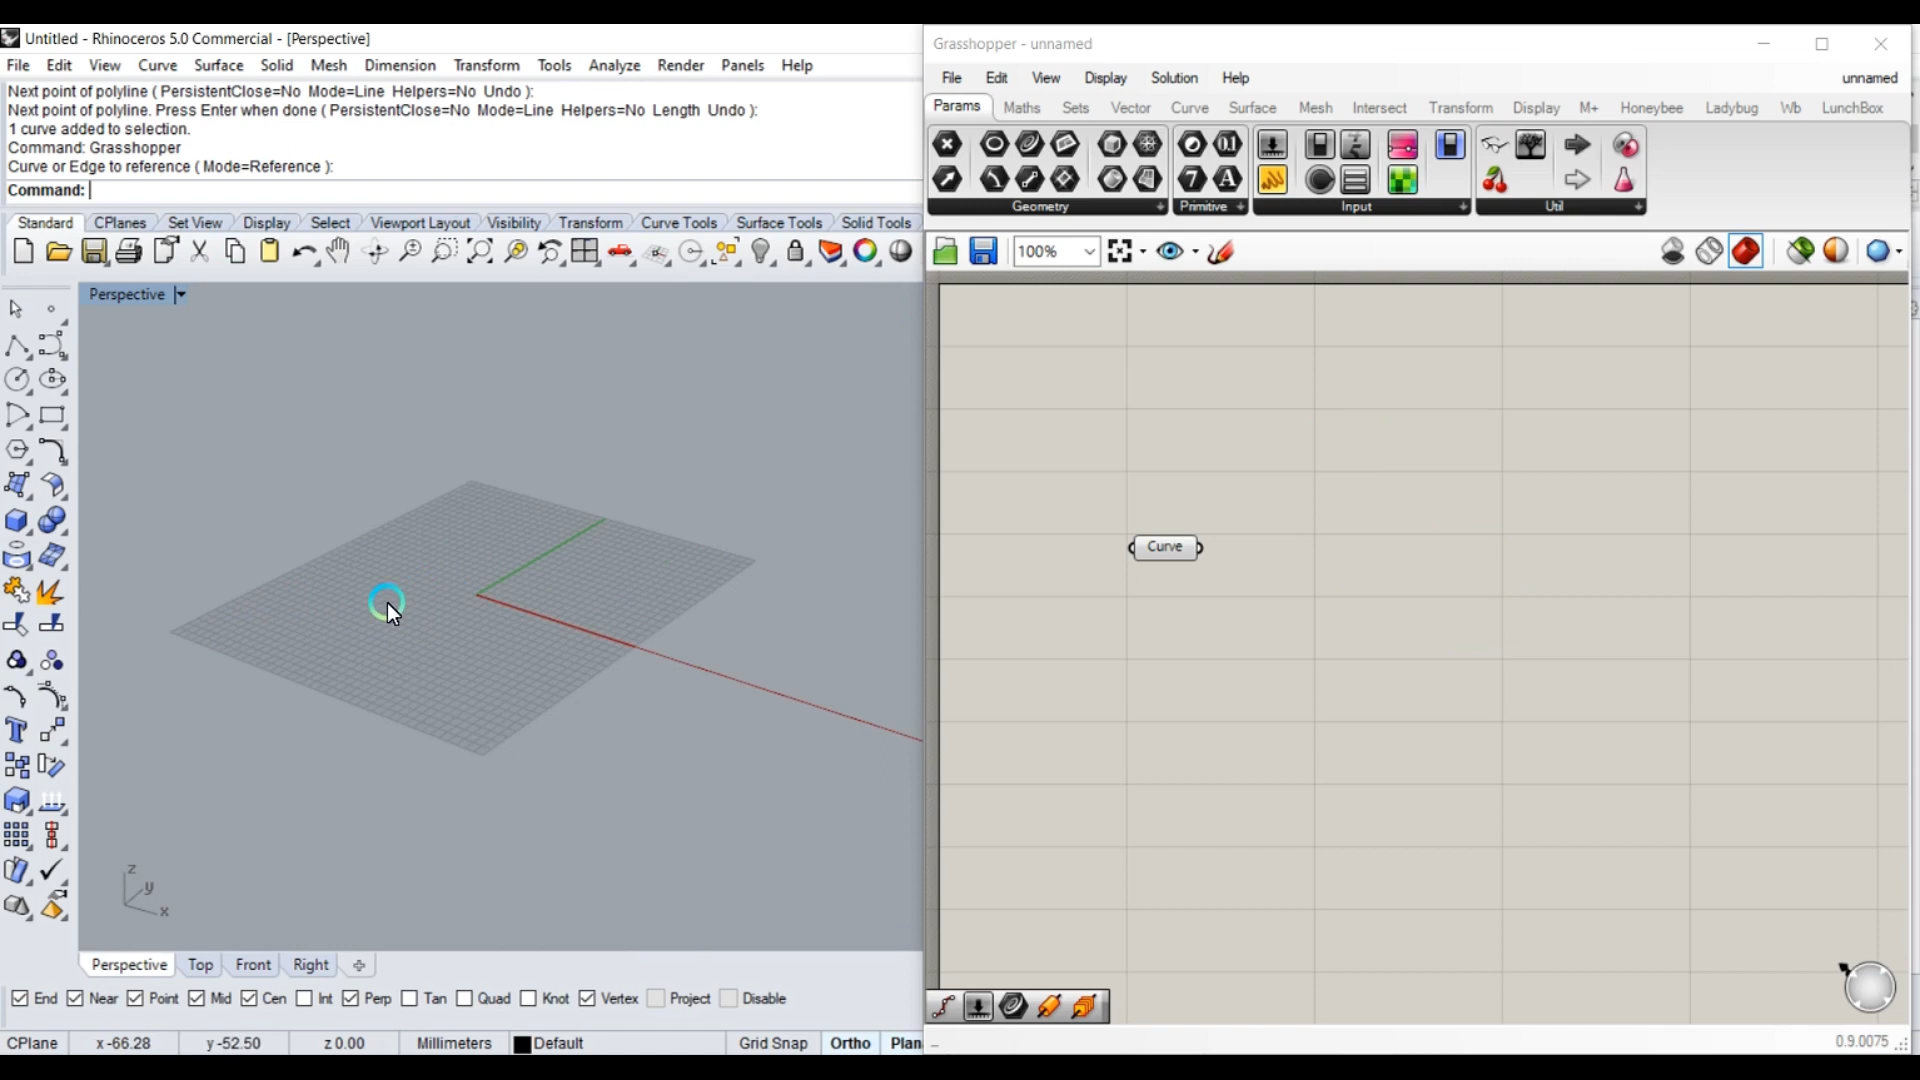 Untitled - Rhinoceros 5.0 Commercial - [Perspective]
File Edit View Curve Surface Solid Mesh Dimension Transform Tools Analyze Render Panels Help
Next point of polyline ( PersistentClose=No Mode=Line Helpers=No Undo ):
Next point of polyline. Press Enter when done ( PersistentClose=No Mode=Line Helpers=No Length Undo ):
1 curve added to selection.
Command: Grasshopper
Curve or Edge to reference ( Mode=Reference ):
Command:
Standard CPlanes Set View Display Select Viewport Layout Visibility Transform Curve Tools Surface Tools Solid Tools
Perspective
z
y
x
Perspective Top Front Right
End Near Point Mid Cen Int Perp Tan Quad Knot Vertex Project Disable
CPlane x -66.28 y -52.50 z 0.00 Millimeters Default Grid Snap Ortho Plan
Grasshopper - unnamed
File Edit View Display Solution Help unnamed
Params Maths Sets Vector Curve Surface Mesh Intersect Transform Display M+ Honeybee Ladybug Wb LunchBox
0.1
7 A
Geometry Primitive Input Util
100%
Curve
0.9.0075